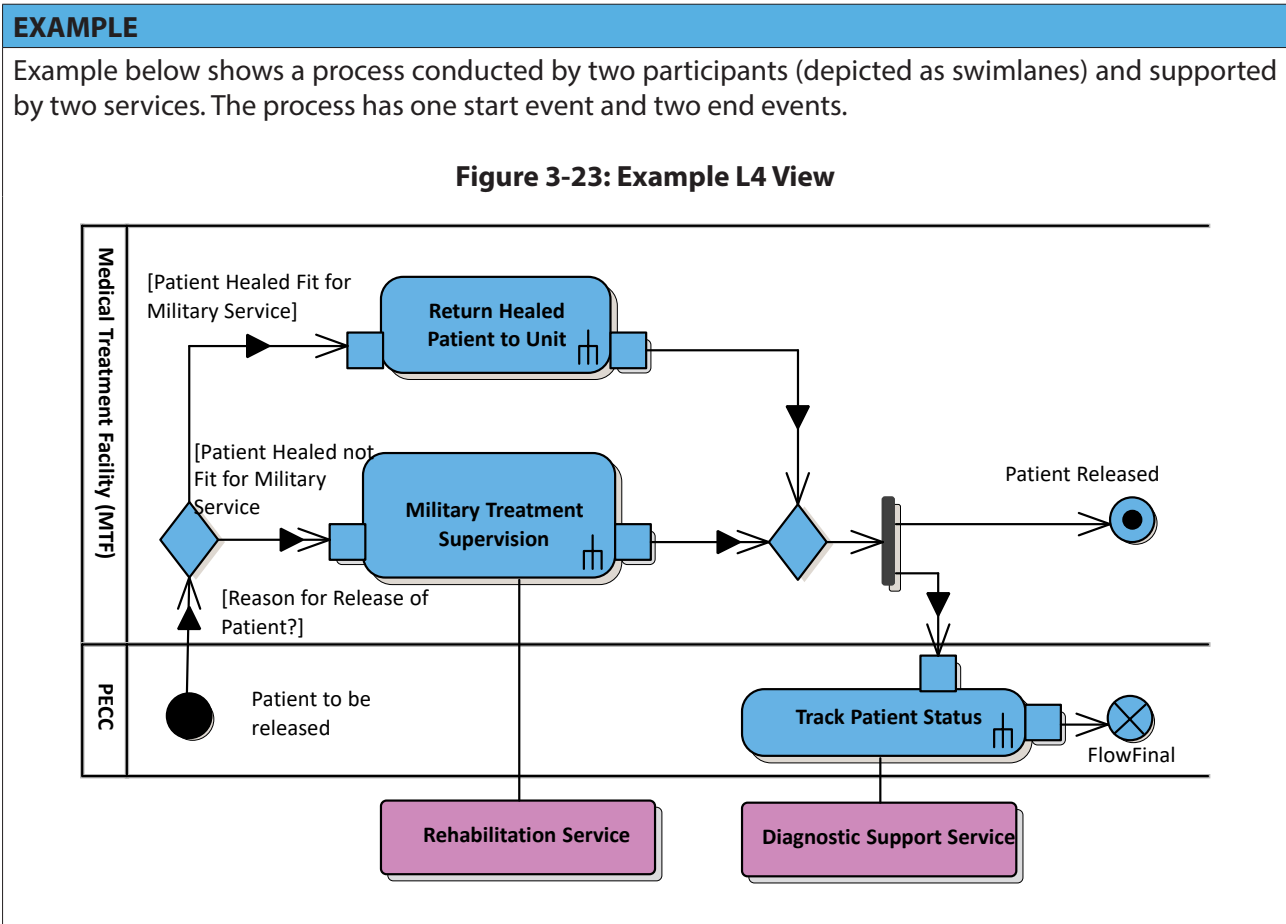 EXAMPLE
Example below shows a process conducted by two participants (depicted as swimlanes) and supported
by two services. The process has one start event and two end events.
Figure 3-23: Example L4 View
Medical Treatment Facility (MTF)
[Patient Healed Fit for
Military Service]
Return Healed
Patient to Unit
[Patient Healed not
Fit for Military
Service
Military Treatment
Supervision
Patient Released
[Reason for Release of
Patient?]
PECC
Patient to be
released
Track Patient Status
FlowFinal
Rehabilitation Service
Diagnostic Support Service